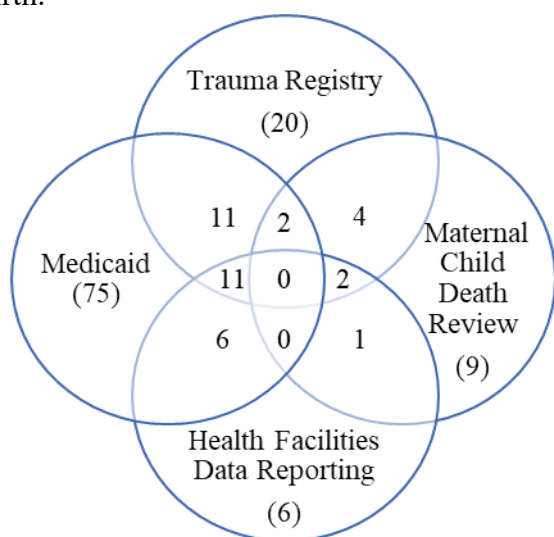 Trauma Registry
(20)
11 2 4
Medicaid
(75)
11 0 2
Maternal
Child
Death
Review
(9)
6 0 1
Health Facilities
Data Reporting
(6)